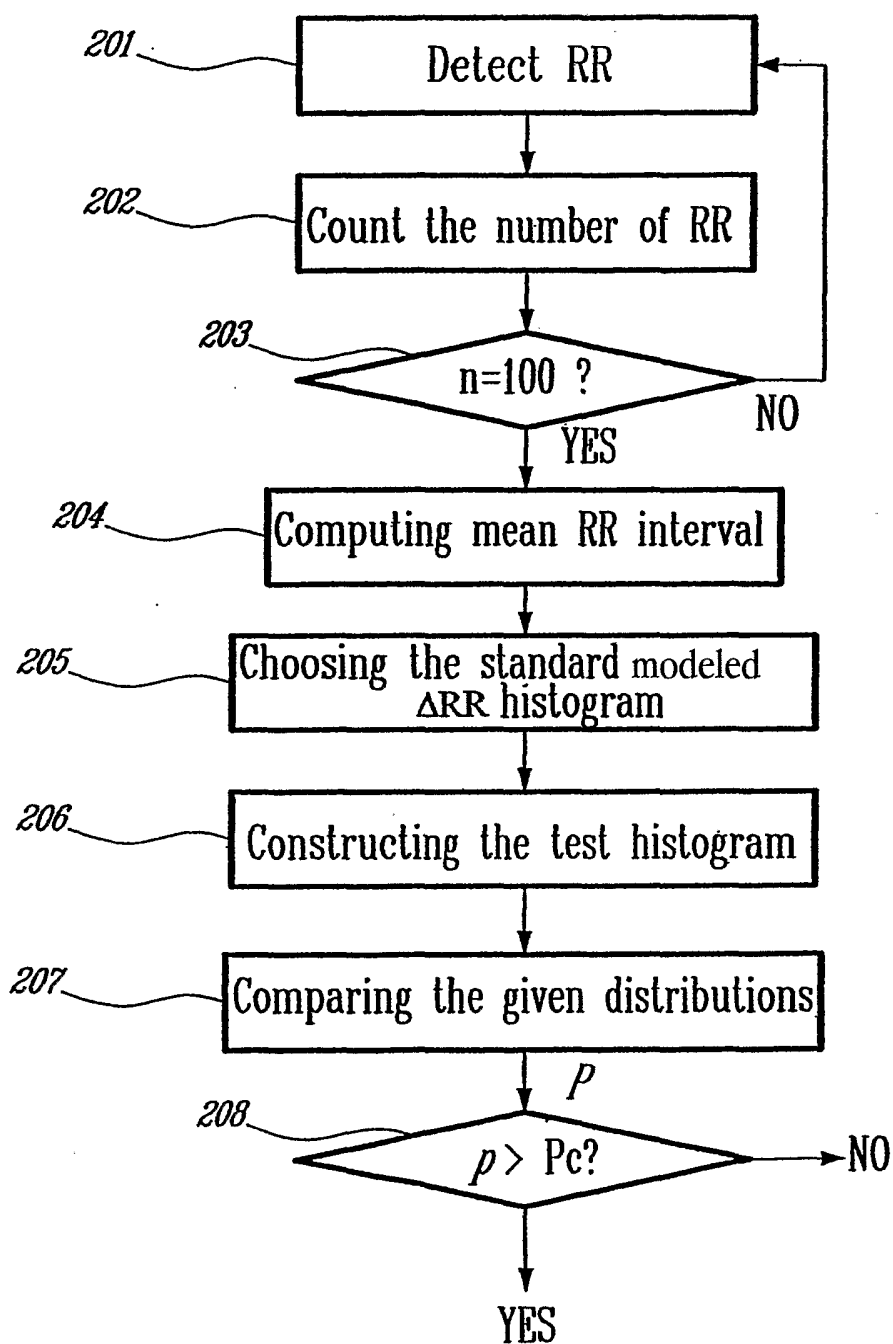 201
Detect RR
202
Count the number of RR
203
n=100 ?
NO
YES
204
Computing mean RR interval
205
Choosing the standard modeled
ΔRR histogram
206
Constructing the test histogram
207
Comparing the given distributions
p
208
p > Pc?
NO
YES